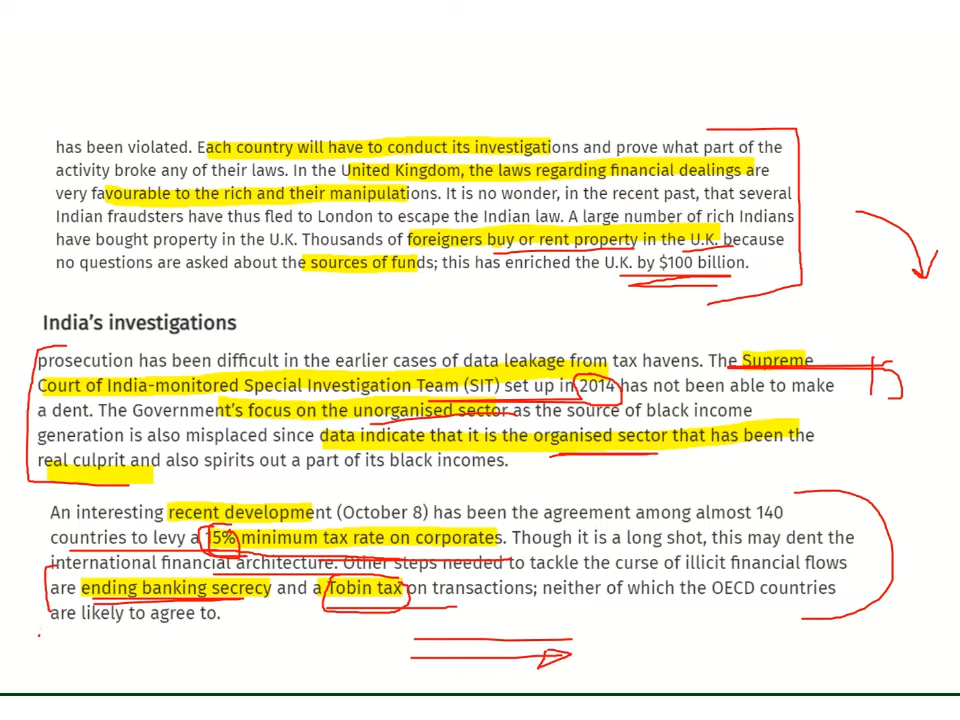 has been violated. Each country will have to conduct its investigations and prove what part of the
activity broke any of their laws. In the United Kingdom, the laws regarding financial dealings are
very favourable to the rich and their manipulations. It is no wonder, in the recent past, that several
Indian fraudsters have thus fled to London to escape the Indian law. A large number of rich Indians
have bought property in the U.K. Thousands of foreigners buy or rent property in the U.K. because
no questions are asked about the sources of funds; this has enriched the U.K. by $100 billion.
India's investigations
prosecution has been difficult in the earlier cases of data leakage from tax havens. The Supreme
Court of India-monitored Special Investigation Team (SIT) set up in 2014 has not been able to make
a dent. The Government's focus on the unorganised sector as the source of black income
generation is also misplaced since data indicate that it is the organised sector that has been the
real culprit and also spirits out a part of its black incomes.
An interesting recent development (October 8) has been the agreement among almost 140
countries to levy a 15% minimum tax rate on corporates. Though it is a long shot, this may dent the
international financial architecture. Other steps needed to tackle the curse of illicit financial flows
are ending banking secrecy and a Tobin tax on transactions; neither of which the OECD countries
are likely to agree to.